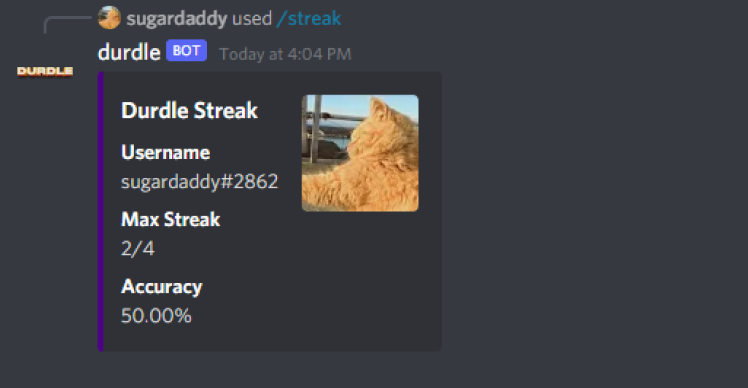 sugardaddy used /streak
DURDLE
durdle BOT Today at 4:04 PM
Durdle Streak
Username
sugardaddy#2862
Max Streak
2/4
Accuracy
50.00%